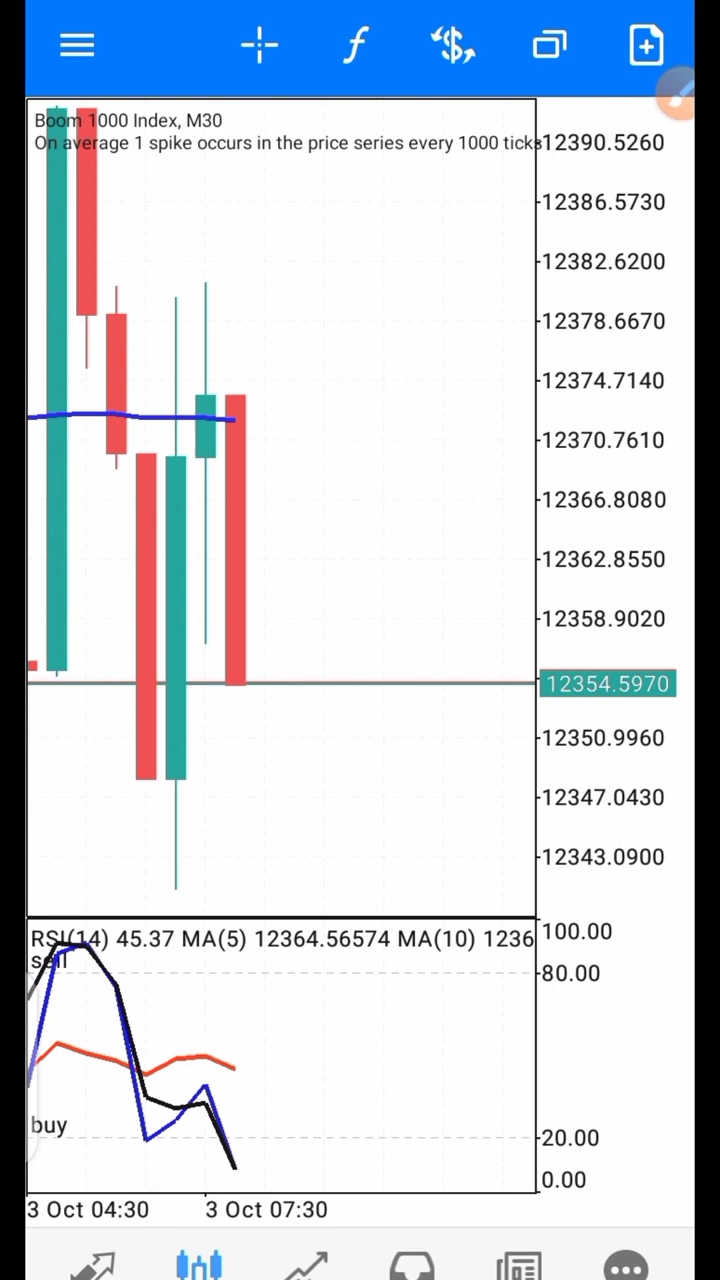 Boom 1000 Index, M30
On average 1 spike occurs in the price series every 1000 ticks
12390.5260
12386.5730
12382.6200
12378.6670
12374.7140
12370.7610
12366.8080
12362.8550
12358.9020
12354.5970
12350.9960
12347.0430
12343.0900
RSI(14) 45.37 MA(5) 12364.56574 MA(10) 1236
100.00
sell
80.00
buy
20.00
0.00
3 Oct 04:30
3 Oct 07:30